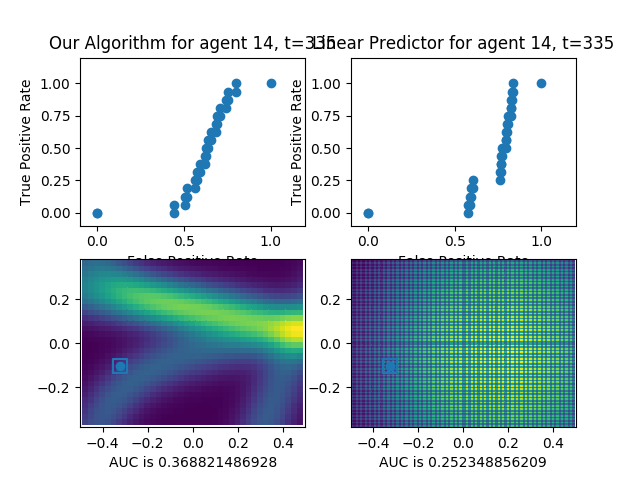 Our Algorithm for agent 14, t=335
Linear Predictor for agent 14, t=335
True Positive Rate
1.00
0.75
0.50
0.25
0.00
0.0 0.5 1.0
False Positive Rate
True Positive Rate
1.00
0.75
0.50
0.25
0.00
0.0 0.5 1.0
False Positive Rate
0.2
0.0
−0.2
−0.4 −0.2 0.0 0.2 0.4
AUC is 0.368821486928
0.2
0.0
−0.2
−0.4 −0.2 0.0 0.2 0.4
AUC is 0.252348856209